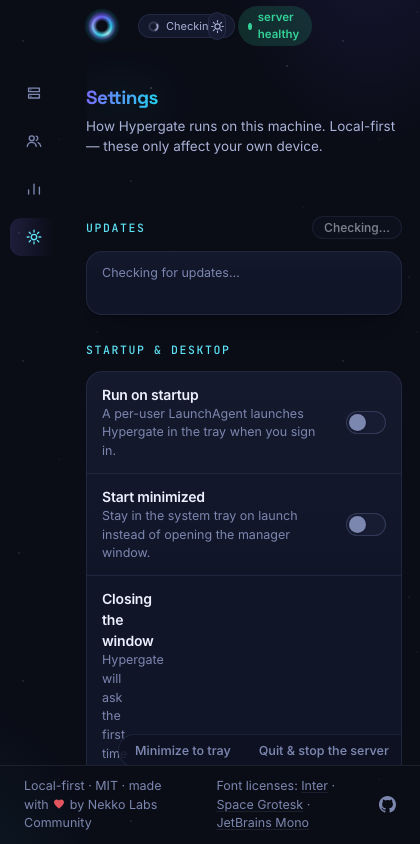 Checkin
server
healthy
Settings
How Hypergate runs on this machine. Local-first
— these only affect your own device.
UPDATES
Checking...
Checking for updates...
STARTUP & DESKTOP
Run on startup
A per-user LaunchAgent launches
Hypergate in the tray when you sign
in.
Start minimized
Stay in the system tray on launch
instead of opening the manager
window.
Closing
the
window
Hypergate
will
ask
the
first
time
Minimize to tray
Quit & stop the server
Local-first · MIT · made
with ❤ by Nekko Labs
Community
Font licenses: Inter ·
Space Grotesk ·
JetBrains Mono